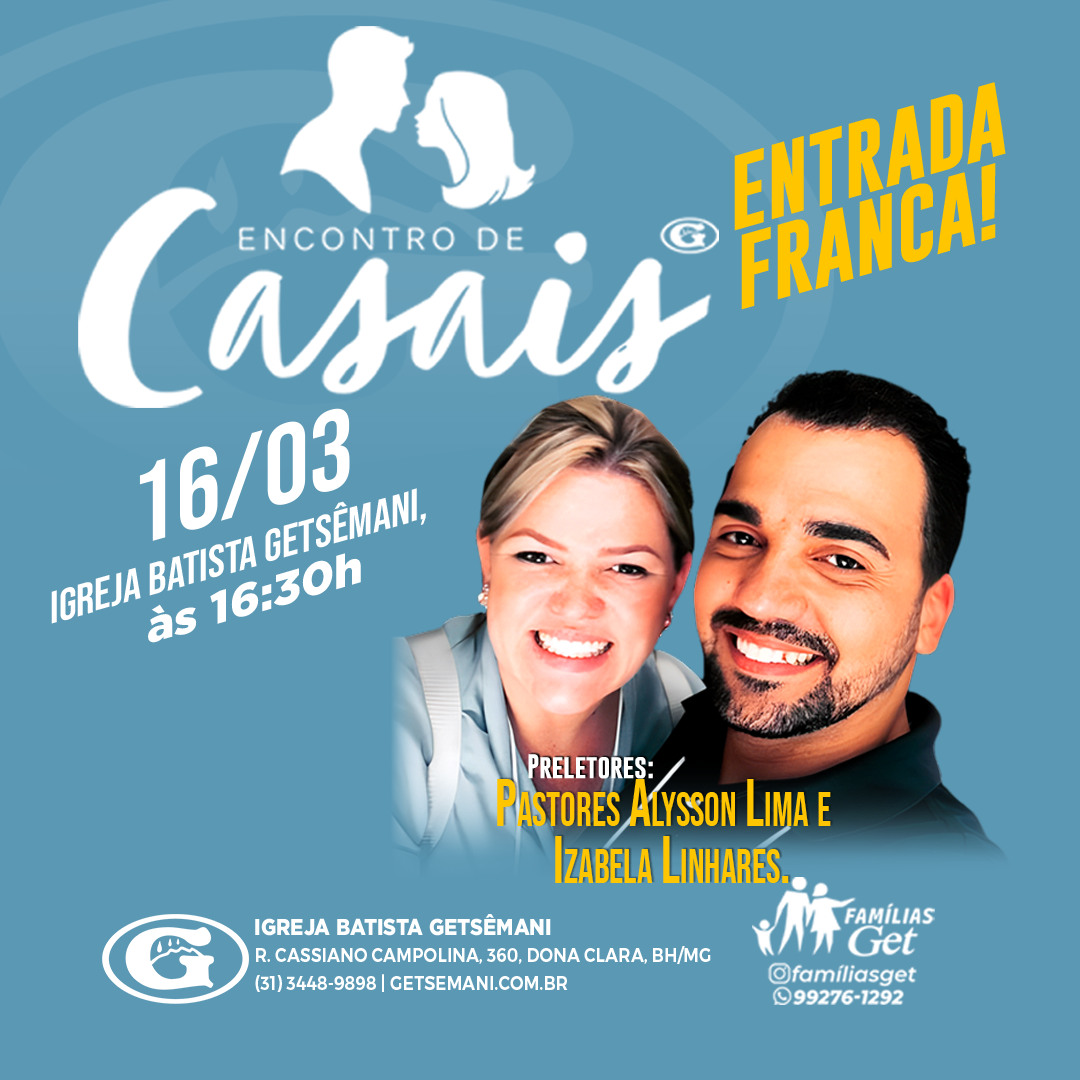 ENCONTRO DE
Casais
G
ENTRADA
FRANCA!
16/03
IGREJA BATISTA GETSÊMANI,
às 16:30h
PRELETORES:
PASTORES ALYSSON LIMA E
IZABELA LINHARES.
G
IGREJA BATISTA GETSÊMANI
R. CASSIANO CAMPOLINA, 360, DONA CLARA, BH/MG
(31) 3448-9898 | GETSEMANI.COM.BR
FAMÍLIAS
Get
famíliasget
99276-1292